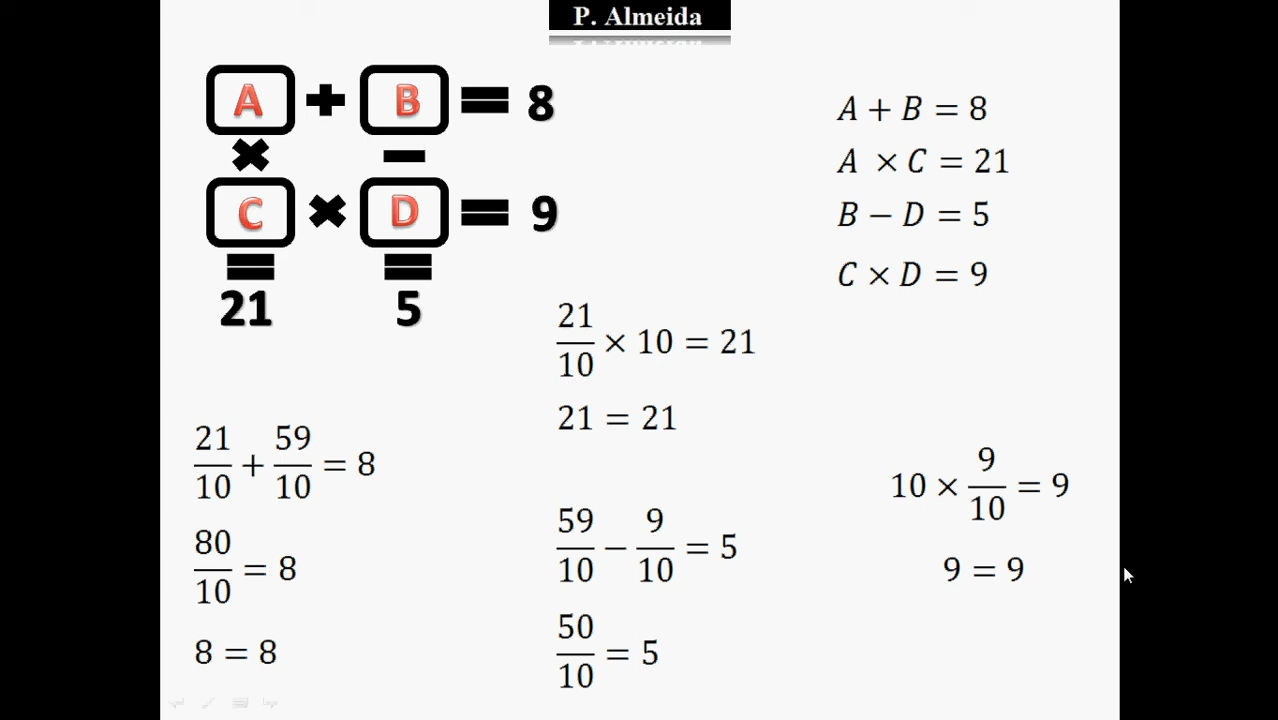 P. Almeida
A + B = 8
× −
C × D = 9
= =
21 5
A + B = 8
A × C = 21
B − D = 5
C × D = 9
21/10 × 10 = 21
21 = 21
21/10 + 59/10 = 8
80/10 = 8
8 = 8
59/10 − 9/10 = 5
50/10 = 5
10 × 9/10 = 9
9 = 9